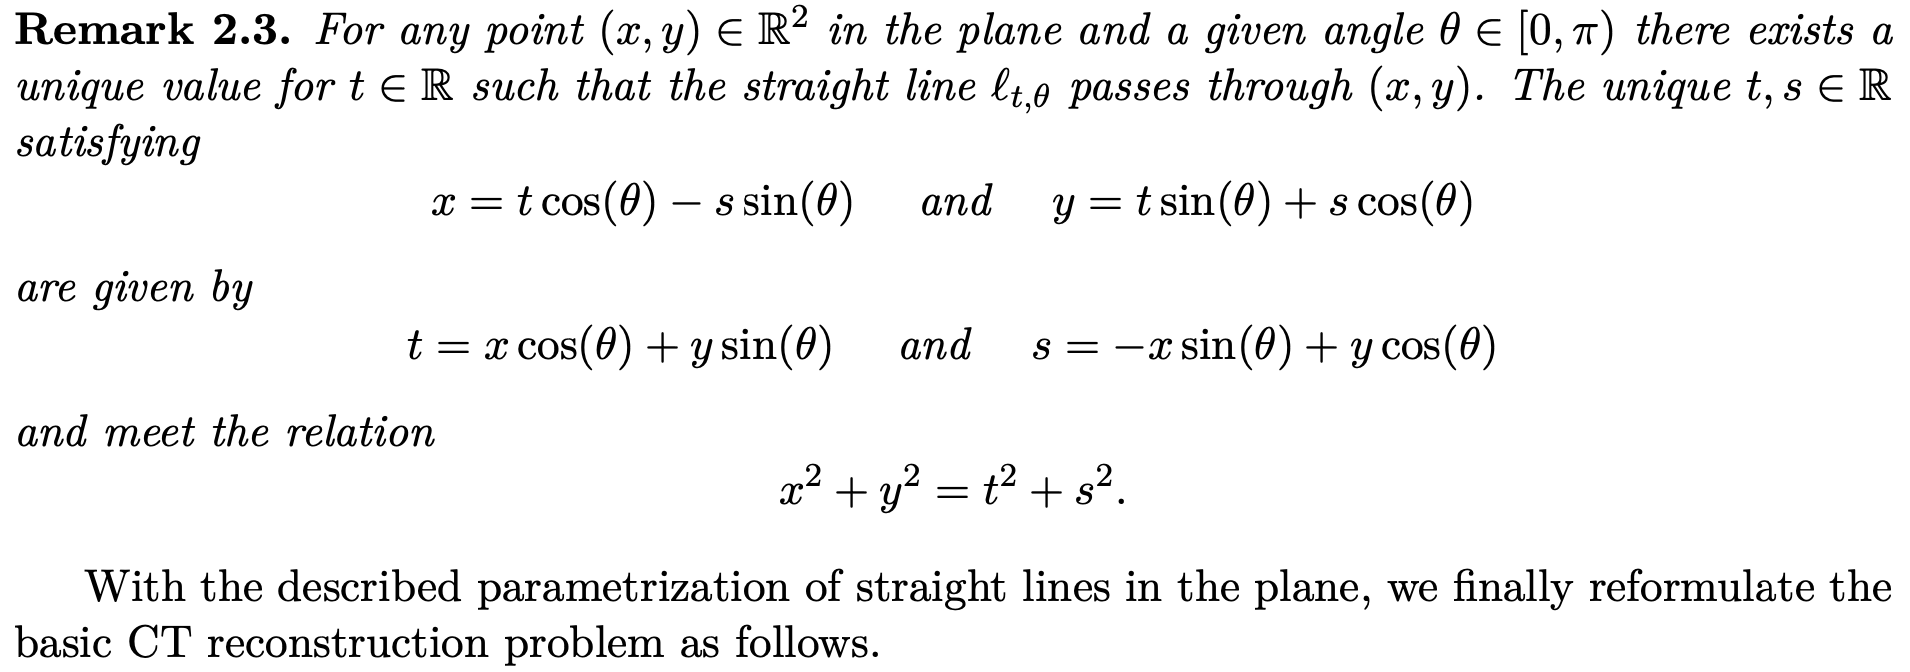 Remark 2.3. For any point (x, y) ∈ ℝ² in the plane and a given angle θ ∈ [0, π) there exists a
unique value for t ∈ ℝ such that the straight line ℓ_{t,θ} passes through (x, y). The unique t, s ∈ ℝ
satisfying
x = t cos(θ) − s sin(θ) and y = t sin(θ) + s cos(θ)
are given by
t = x cos(θ) + y sin(θ) and s = −x sin(θ) + y cos(θ)
and meet the relation
x² + y² = t² + s².
With the described parametrization of straight lines in the plane, we finally reformulate the
basic CT reconstruction problem as follows.